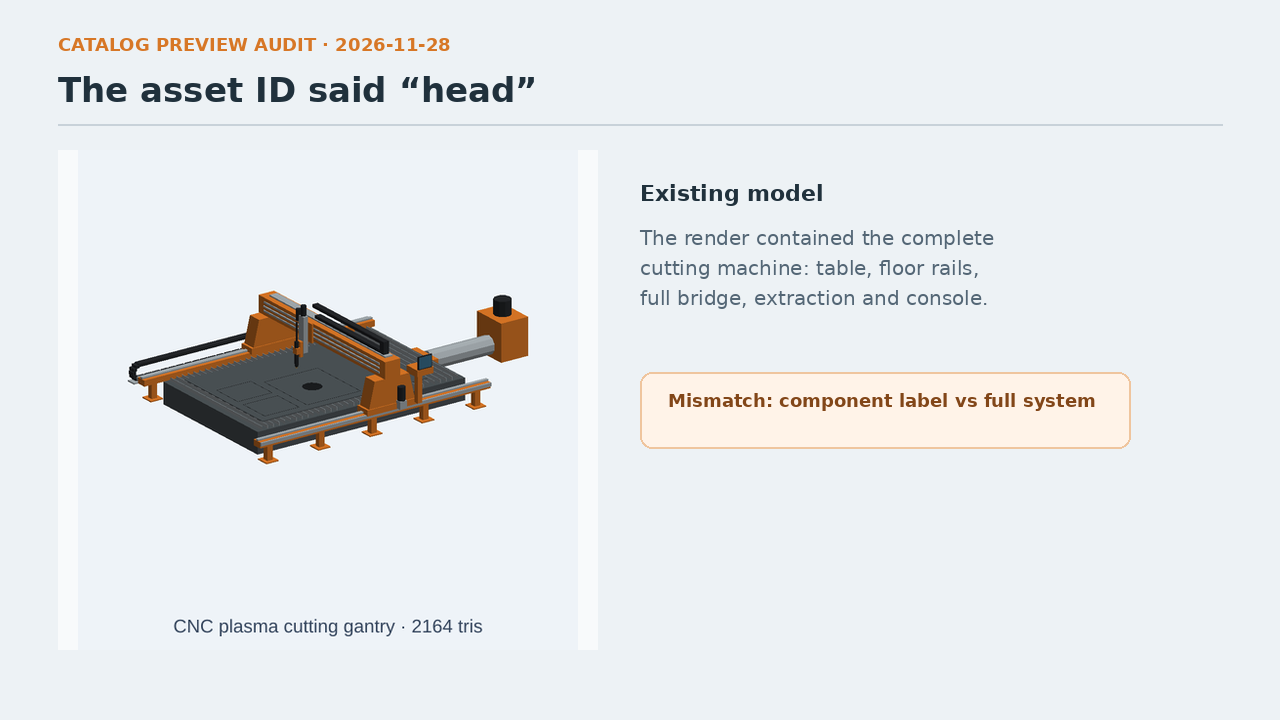 CATALOG PREVIEW AUDIT · 2026-11-28
The asset ID said “head”
Existing model
The render contained the complete
cutting machine: table, floor rails,
full bridge, extraction and console.
Mismatch: component label vs full system
CNC plasma cutting gantry · 2164 tris